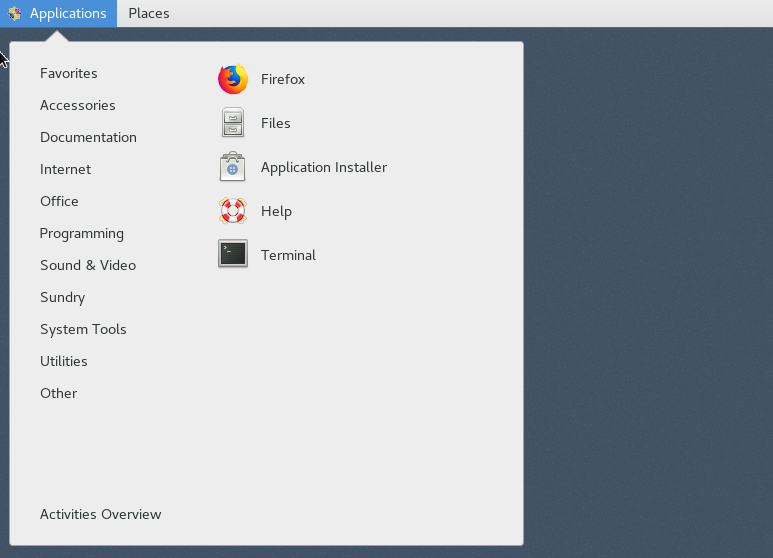 Applications Places
Favorites
Accessories
Documentation
Internet
Office
Programming
Sound & Video
Sundry
System Tools
Utilities
Other
Firefox
Files
Application Installer
Help
Terminal
Activities Overview